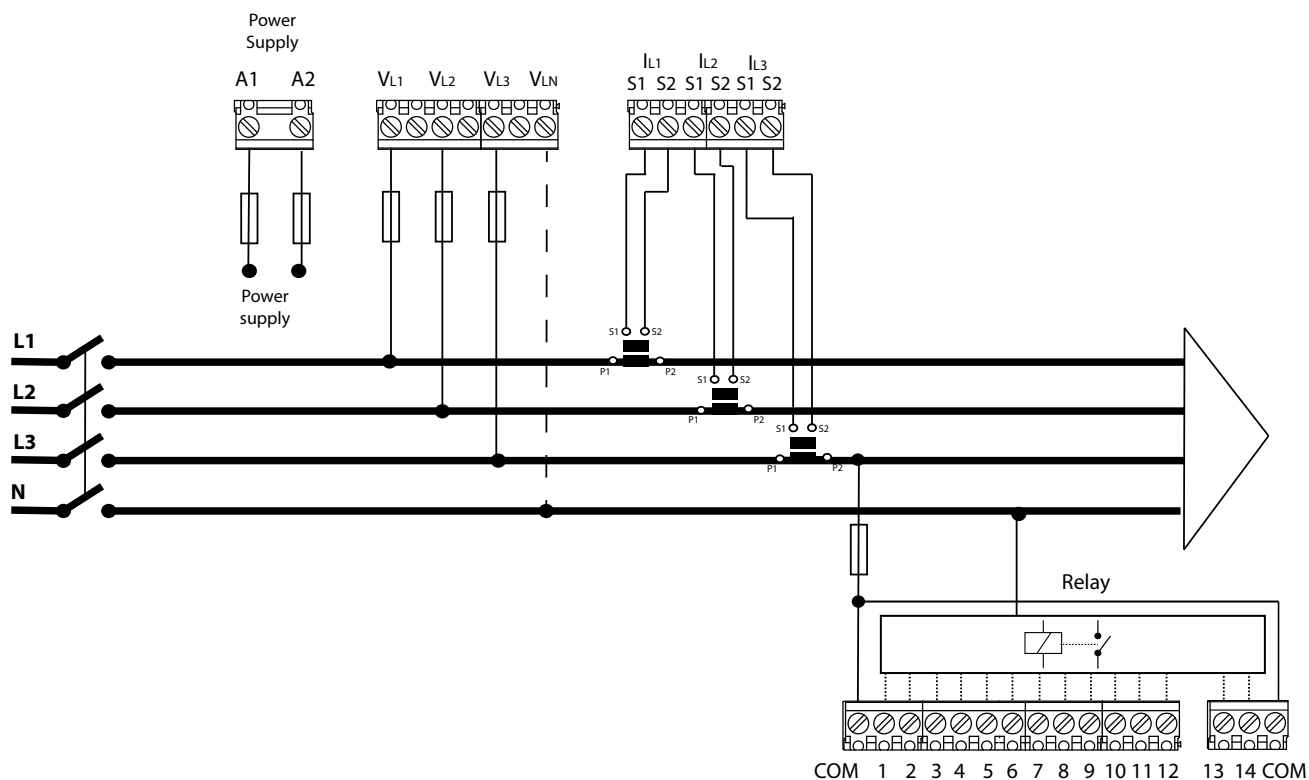 Power
Supply
A1 A2
VL1 VL2 VL3 VLN
IL1 IL2 IL3
S1 S2 S1 S2 S1 S2
Power
supply
L1
S1 S2
P1 P2
L2
S1 S2
P1 P2
L3
S1 S2
P1 P2
N
Relay
COM 1 2 3 4 5 6 7 8 9 10 11 12 13 14 COM